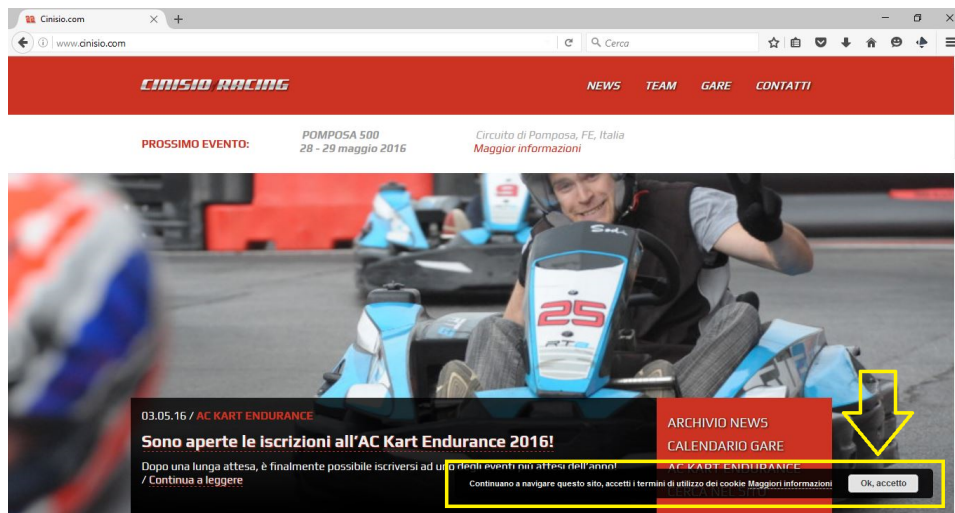 Cinisio.com
www.cinisio.com
Cerca
CINISIO RACING
NEWS TEAM GARE CONTATTI
PROSSIMO EVENTO:
POMPOSA 500
28 - 29 maggio 2016
Circuito di Pomposa, FE, Italia
Maggior informazioni
9
Sodi
25
RT8
03.05.16 / AC KART ENDURANCE
Sono aperte le iscrizioni all'AC Kart Endurance 2016!
Dopo una lunga attesa, è finalmente possibile iscriversi ad uno degli eventi più attesi dell'anno!
/ Continua a leggere
ARCHIVIO NEWS
CALENDARIO GARE
AC KART ENDURANCE
CERCA NEL SITO
Continuano a navigare questo sito, accetti i termini di utilizzo dei cookie Maggiori informazioni
Ok, accetto